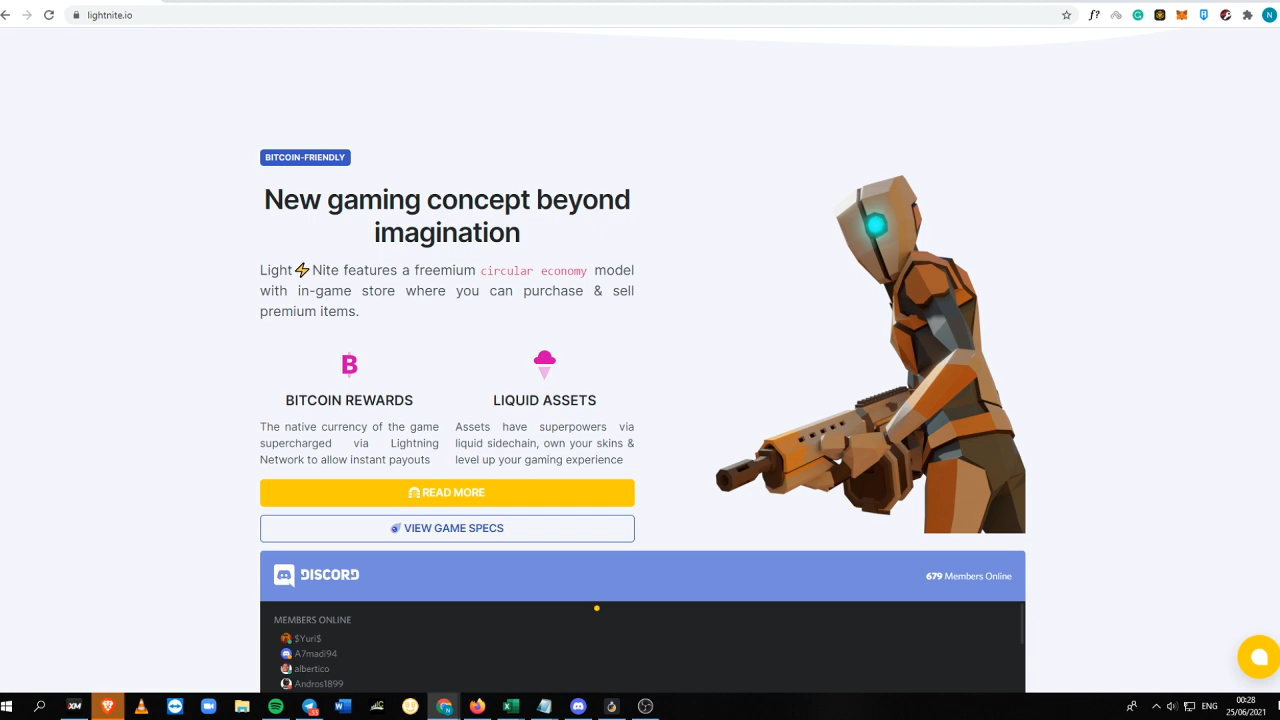 lightnite.io
f?
N
BITCOIN-FRIENDLY
New gaming concept beyond
imagination
Light⚡Nite features a freemium circular economy model
with in-game store where you can purchase & sell
premium items.
BITCOIN REWARDS
The native currency of the game
supercharged via Lightning
Network to allow instant payouts
LIQUID ASSETS
Assets have superpowers via
liquid sidechain, own your skins &
level up your gaming experience
READ MORE
VIEW GAME SPECS
DISCORD
679 Members Online
MEMBERS ONLINE
$Yuri$
A7madi94
albertico
Andros1899
XM
ENG
00:28
25/06/2021